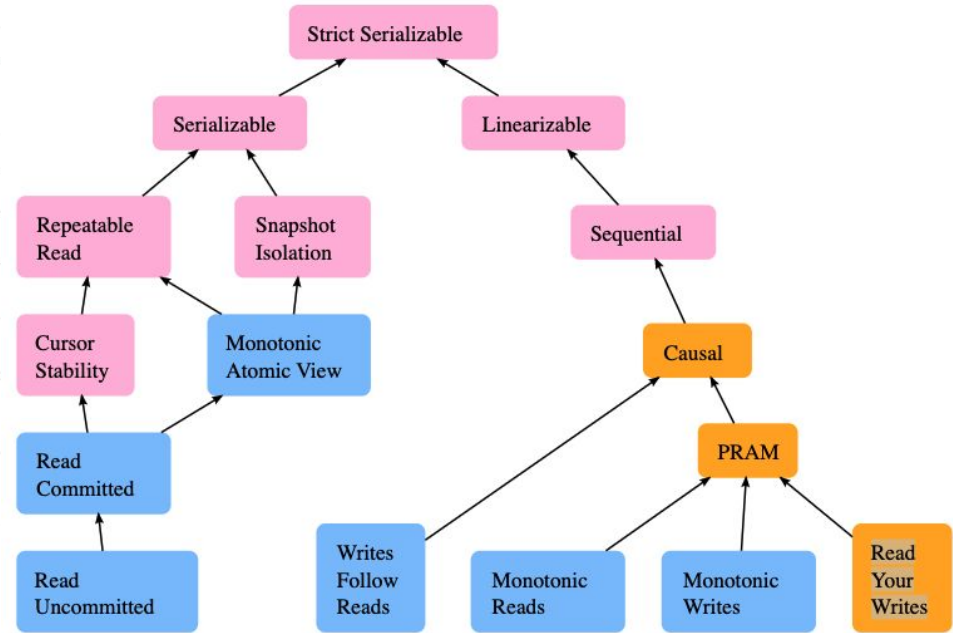 Strict Serializable
Serializable
Linearizable
Repeatable
Read
Snapshot
Isolation
Sequential
Cursor
Stability
Monotonic
Atomic View
Causal
Read
Committed
PRAM
Read
Uncommitted
Writes
Follow
Reads
Monotonic
Reads
Monotonic
Writes
Read
Your
Writes